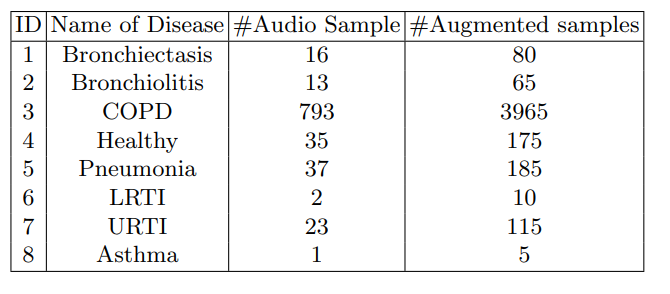 ID Name of Disease #Audio Sample #Augmented samples
1 Bronchiectasis 16 80
2 Bronchiolitis 13 65
3 COPD 793 3965
4 Healthy 35 175
5 Pneumonia 37 185
6 LRTI 2 10
7 URTI 23 115
8 Asthma 1 5